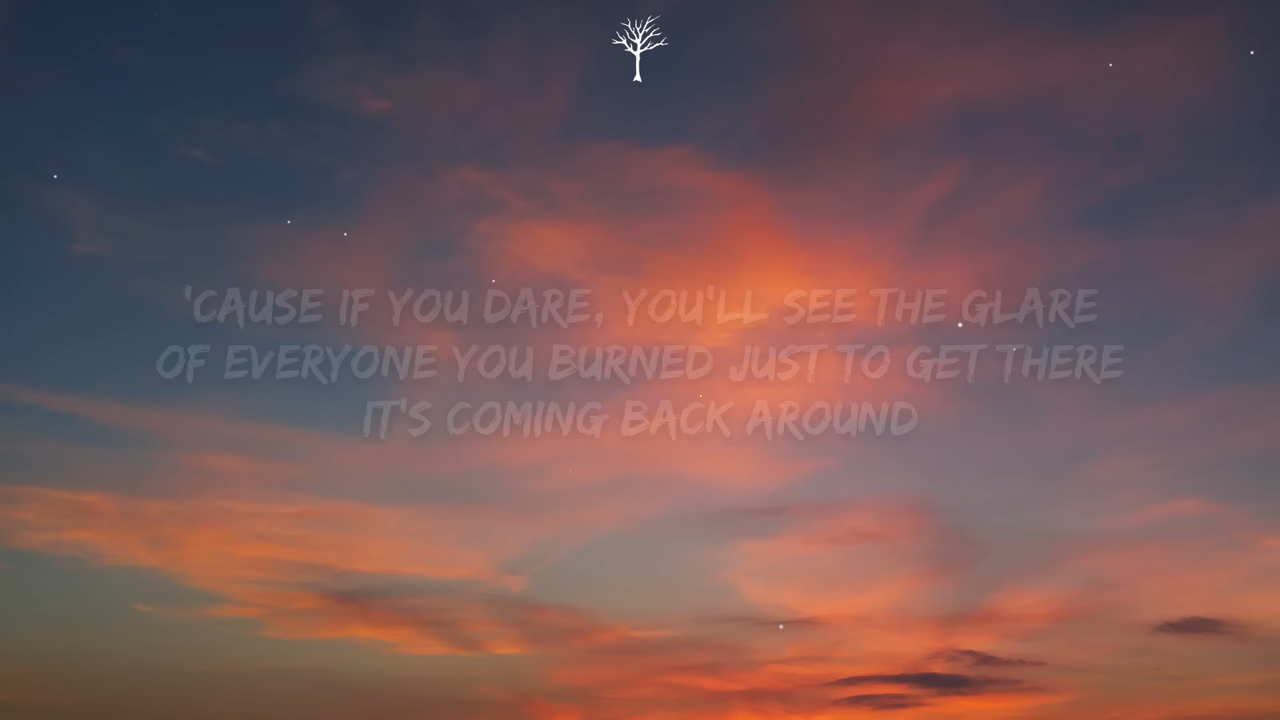 'CAUSE IF YOU DARE, YOU'LL SEE THE GLARE
OF EVERYONE YOU BURNED JUST TO GET THERE
IT'S COMING BACK AROUND